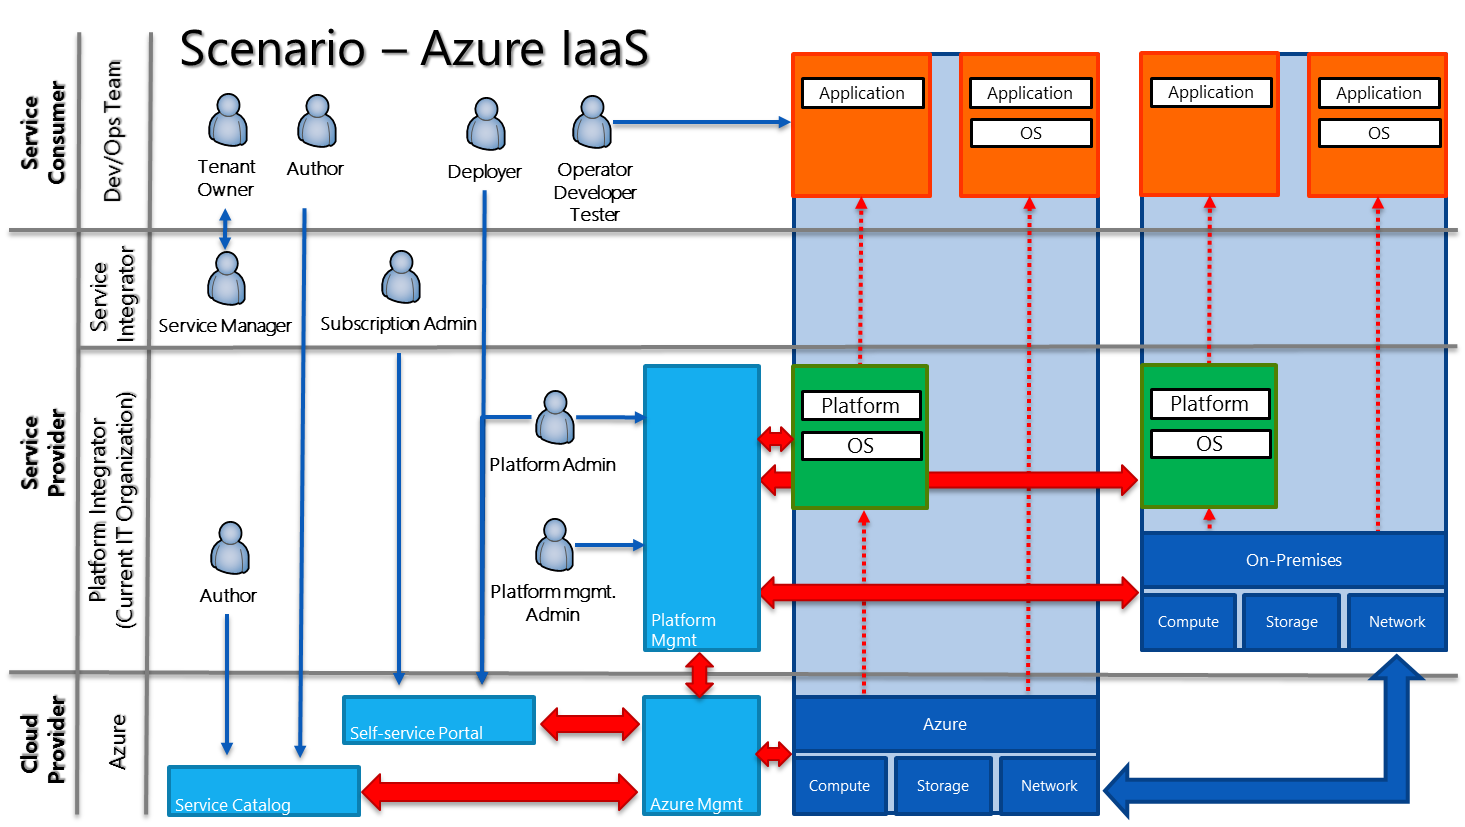 Scenario – Azure IaaS
Service
Consumer
Dev/Ops Team
Tenant
Owner
Author
Deployer
Operator
Developer
Tester
Application
Application
OS
Application
Application
OS
Service
Integrator
Service Manager
Subscription Admin
Service
Provider
Platform Integrator
(Current IT Organization)
Author
Platform Admin
Platform mgmt.
Admin
Platform
Mgmt
Platform
OS
Platform
OS
On-Premises
Compute
Storage
Network
Cloud
Provider
Azure
Self-service Portal
Service Catalog
Azure Mgmt
Azure
Compute
Storage
Network